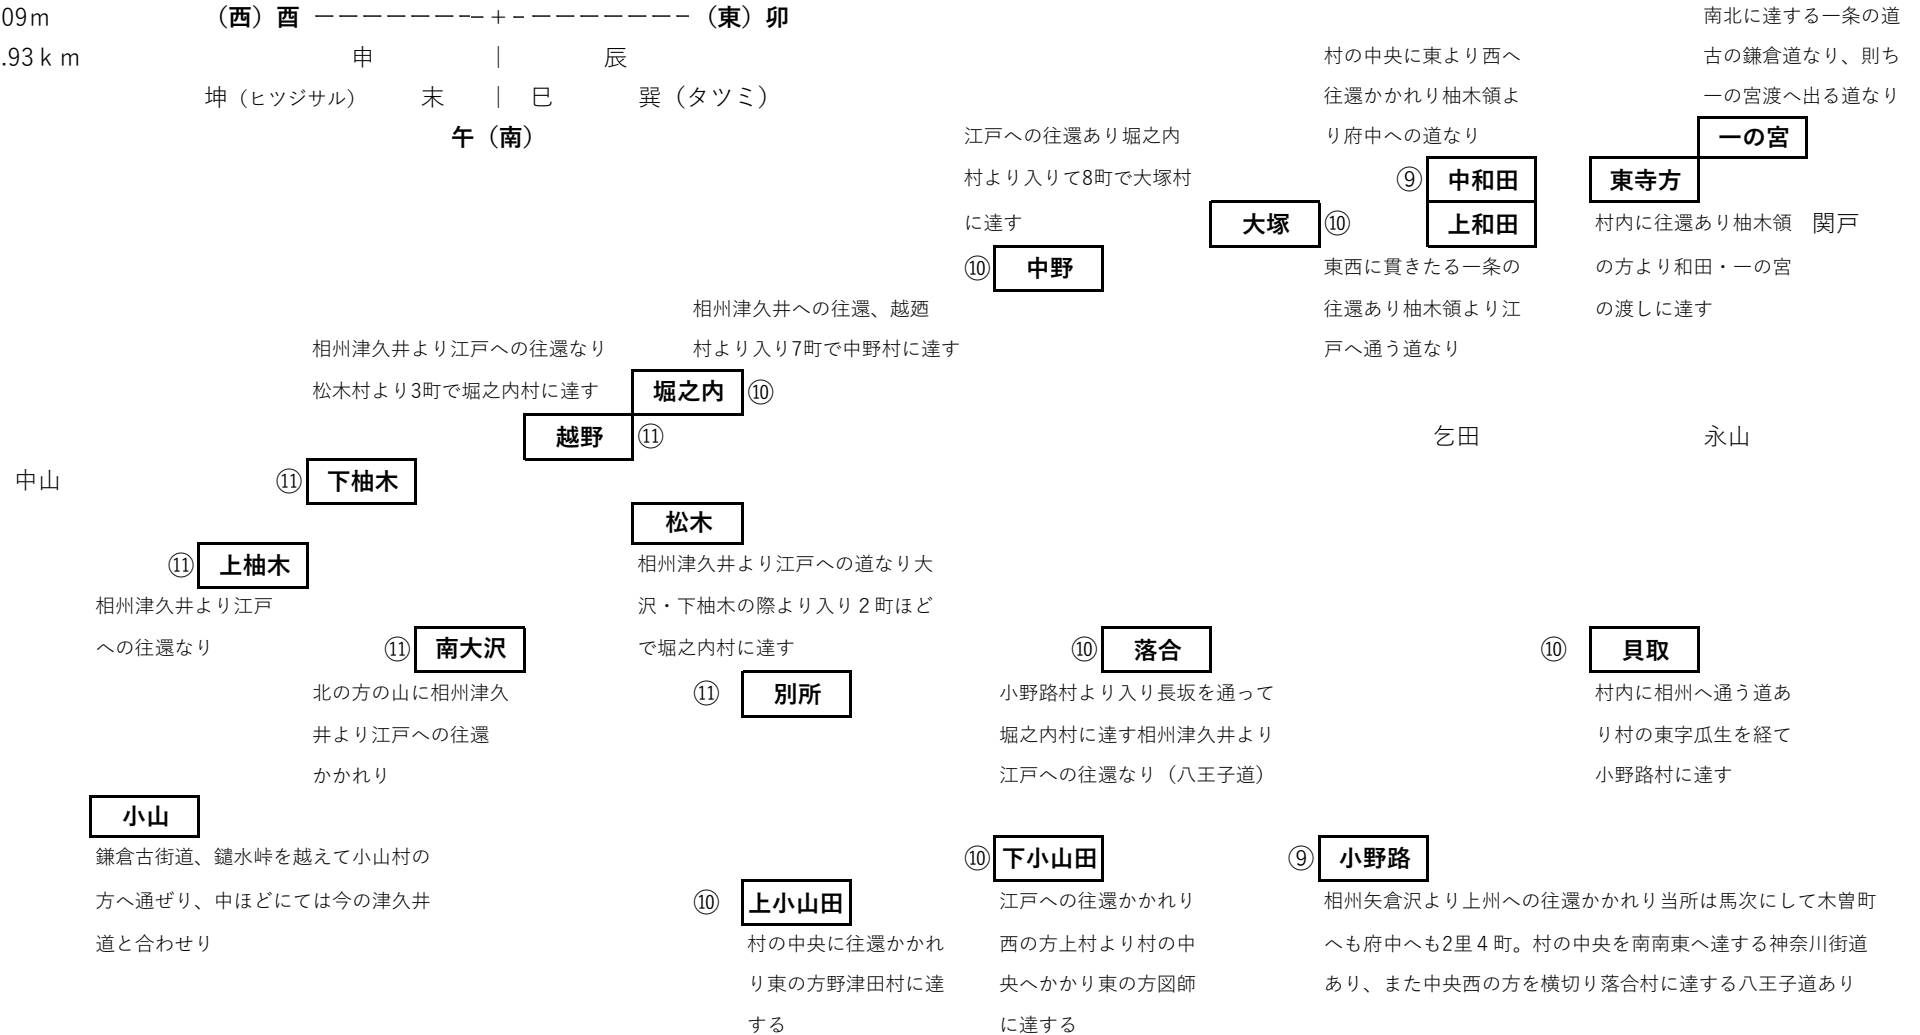 09m
(西)酉 －－－－－－－－＋－－－－－－－－－ (東)卯
.93ｋｍ
申 ｜ 辰
坤(ヒツジサル) 末 ｜ 巳 巽(タツミ)
午(南)
南北に達する一条の道
古の鎌倉道なり、則ち
一の宮渡へ出る道なり
一の宮
村の中央に東より西へ
往還かかれり柚木領よ
り府中への道なり
⑨ 中和田
上和田
東西に貫きたる一条の
往還あり柚木領より江
戸へ通う道なり
東寺方
村内に往還あり柚木領
の方より和田・一の宮
の渡しに達す
関戸
江戸への往還あり堀之内
村より入りて8町で大塚村
に達す
大塚 ⑩
⑩ 中野
相州津久井への往還、越廼
村より入り7町で中野村に達す
相州津久井より江戸への往還なり
松木村より3町で堀之内村に達す
堀之内 ⑩
越野 ⑪
乞田
永山
中山
⑪ 下柚木
松木
相州津久井より江戸への道なり大
沢・下柚木の際より入り２町ほど
で堀之内村に達す
⑪ 上柚木
相州津久井より江戸
への往還なり
⑪ 南大沢
北の方の山に相州津久
井より江戸への往還
かかれり
⑪ 別所
⑩ 落合
小野路村より入り長坂を通って
堀之内村に達す相州津久井より
江戸への往還なり(八王子道)
⑩ 貝取
村内に相州へ通う道あ
り村の東字瓜生を経て
小野路村に達す
小山
鎌倉古街道、鑓水峠を越えて小山村の
方へ通ぜり、中ほどにては今の津久井
道と合わせり
⑩ 上小山田
村の中央に往還かかれ
り東の方野津田村に達
する
⑩ 下小山田
江戸への往還かかれり
西の方上村より村の中
央へかかり東の方図師
に達する
⑨ 小野路
相州矢倉沢より上州への往還かかれり当所は馬次にして木曽町
へも府中へも2里４町。村の中央を南南東へ達する神奈川街道
あり、また中央西の方を横切り落合村に達する八王子道あり